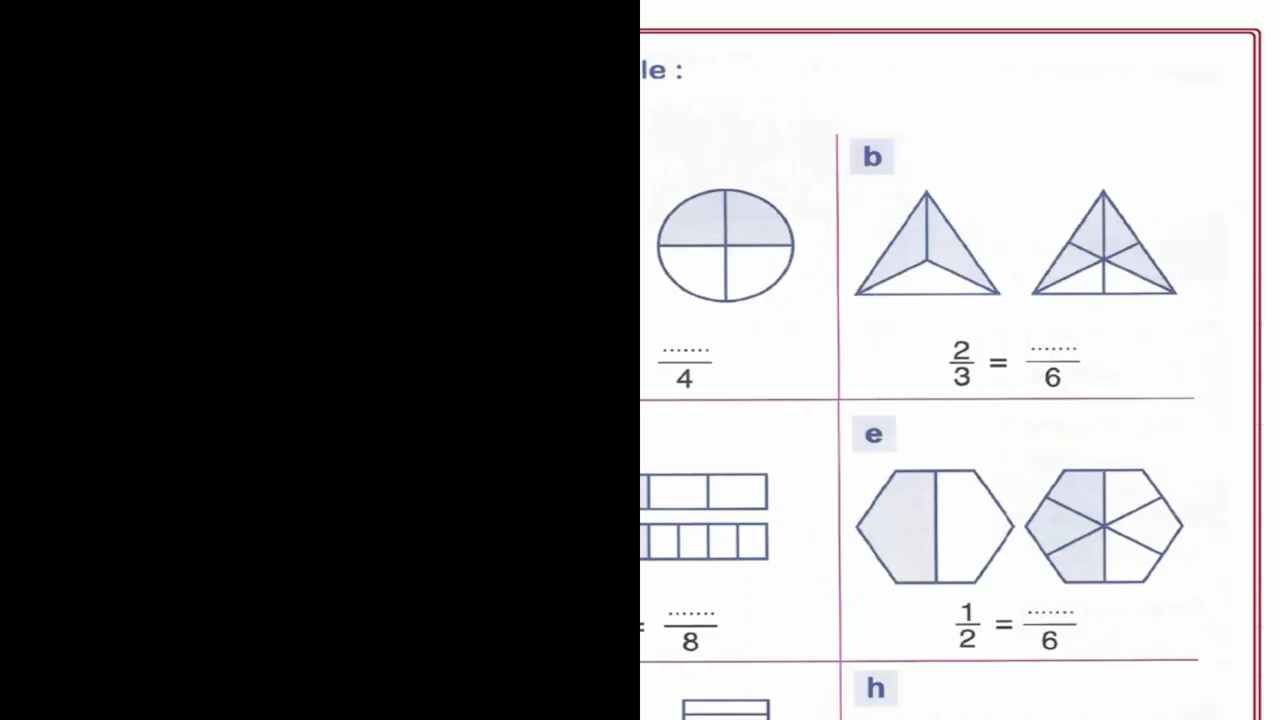 le :
b
....... / 4
2/3 = ....... / 6
e
= ....... / 8
1/2 = ....... / 6
h